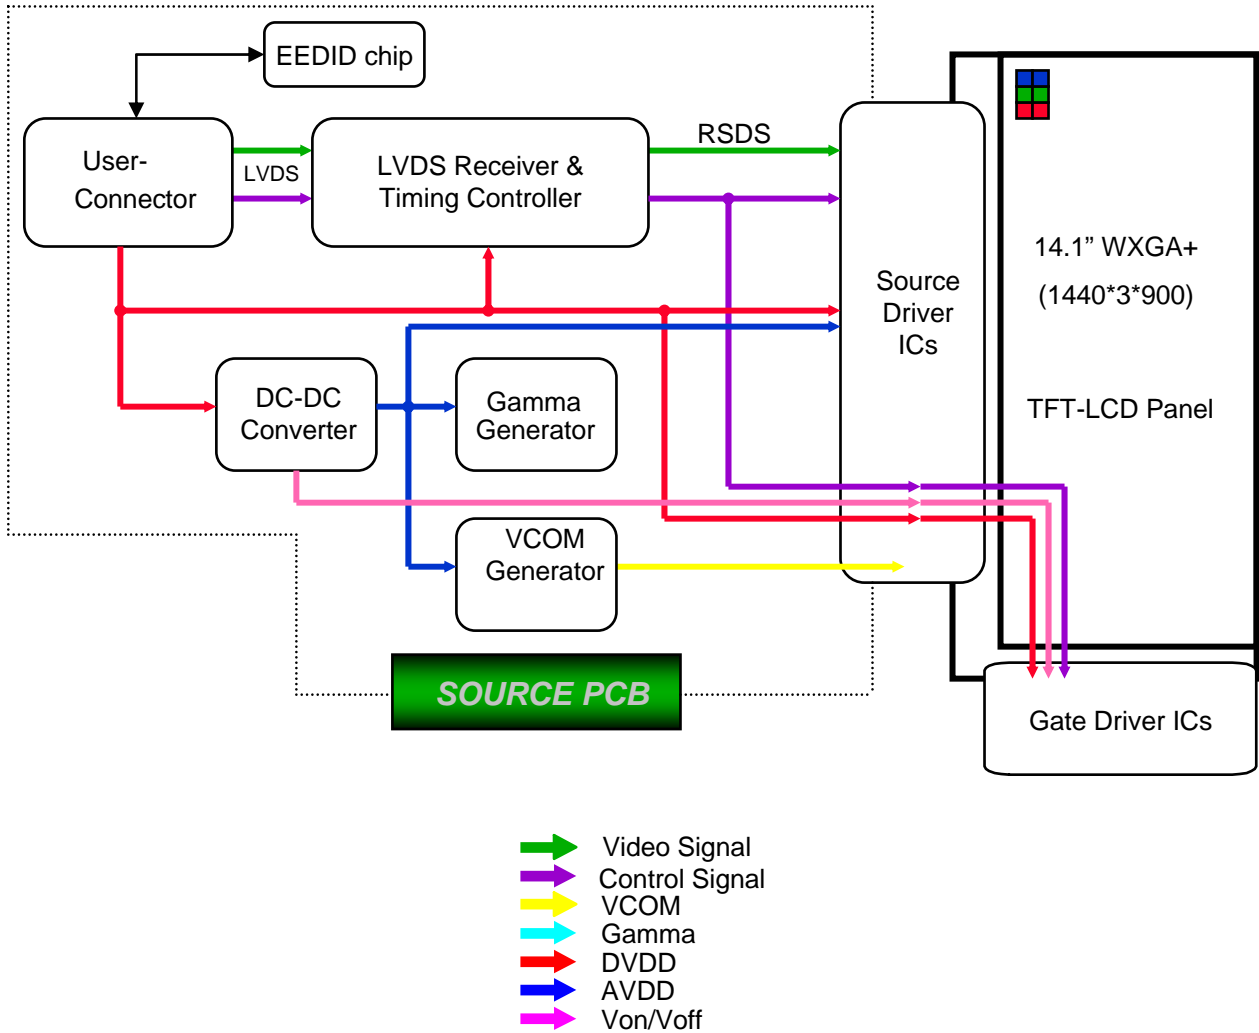 EEDID chip
User-
Connector
LVDS
LVDS Receiver &
Timing Controller
RSDS
Source
Driver
ICs
14.1” WXGA+
(1440*3*900)
TFT-LCD Panel
DC-DC
Converter
Gamma
Generator
VCOM
Generator
SOURCE PCB
Gate Driver ICs
Video Signal
Control Signal
VCOM
Gamma
DVDD
AVDD
Von/Voff